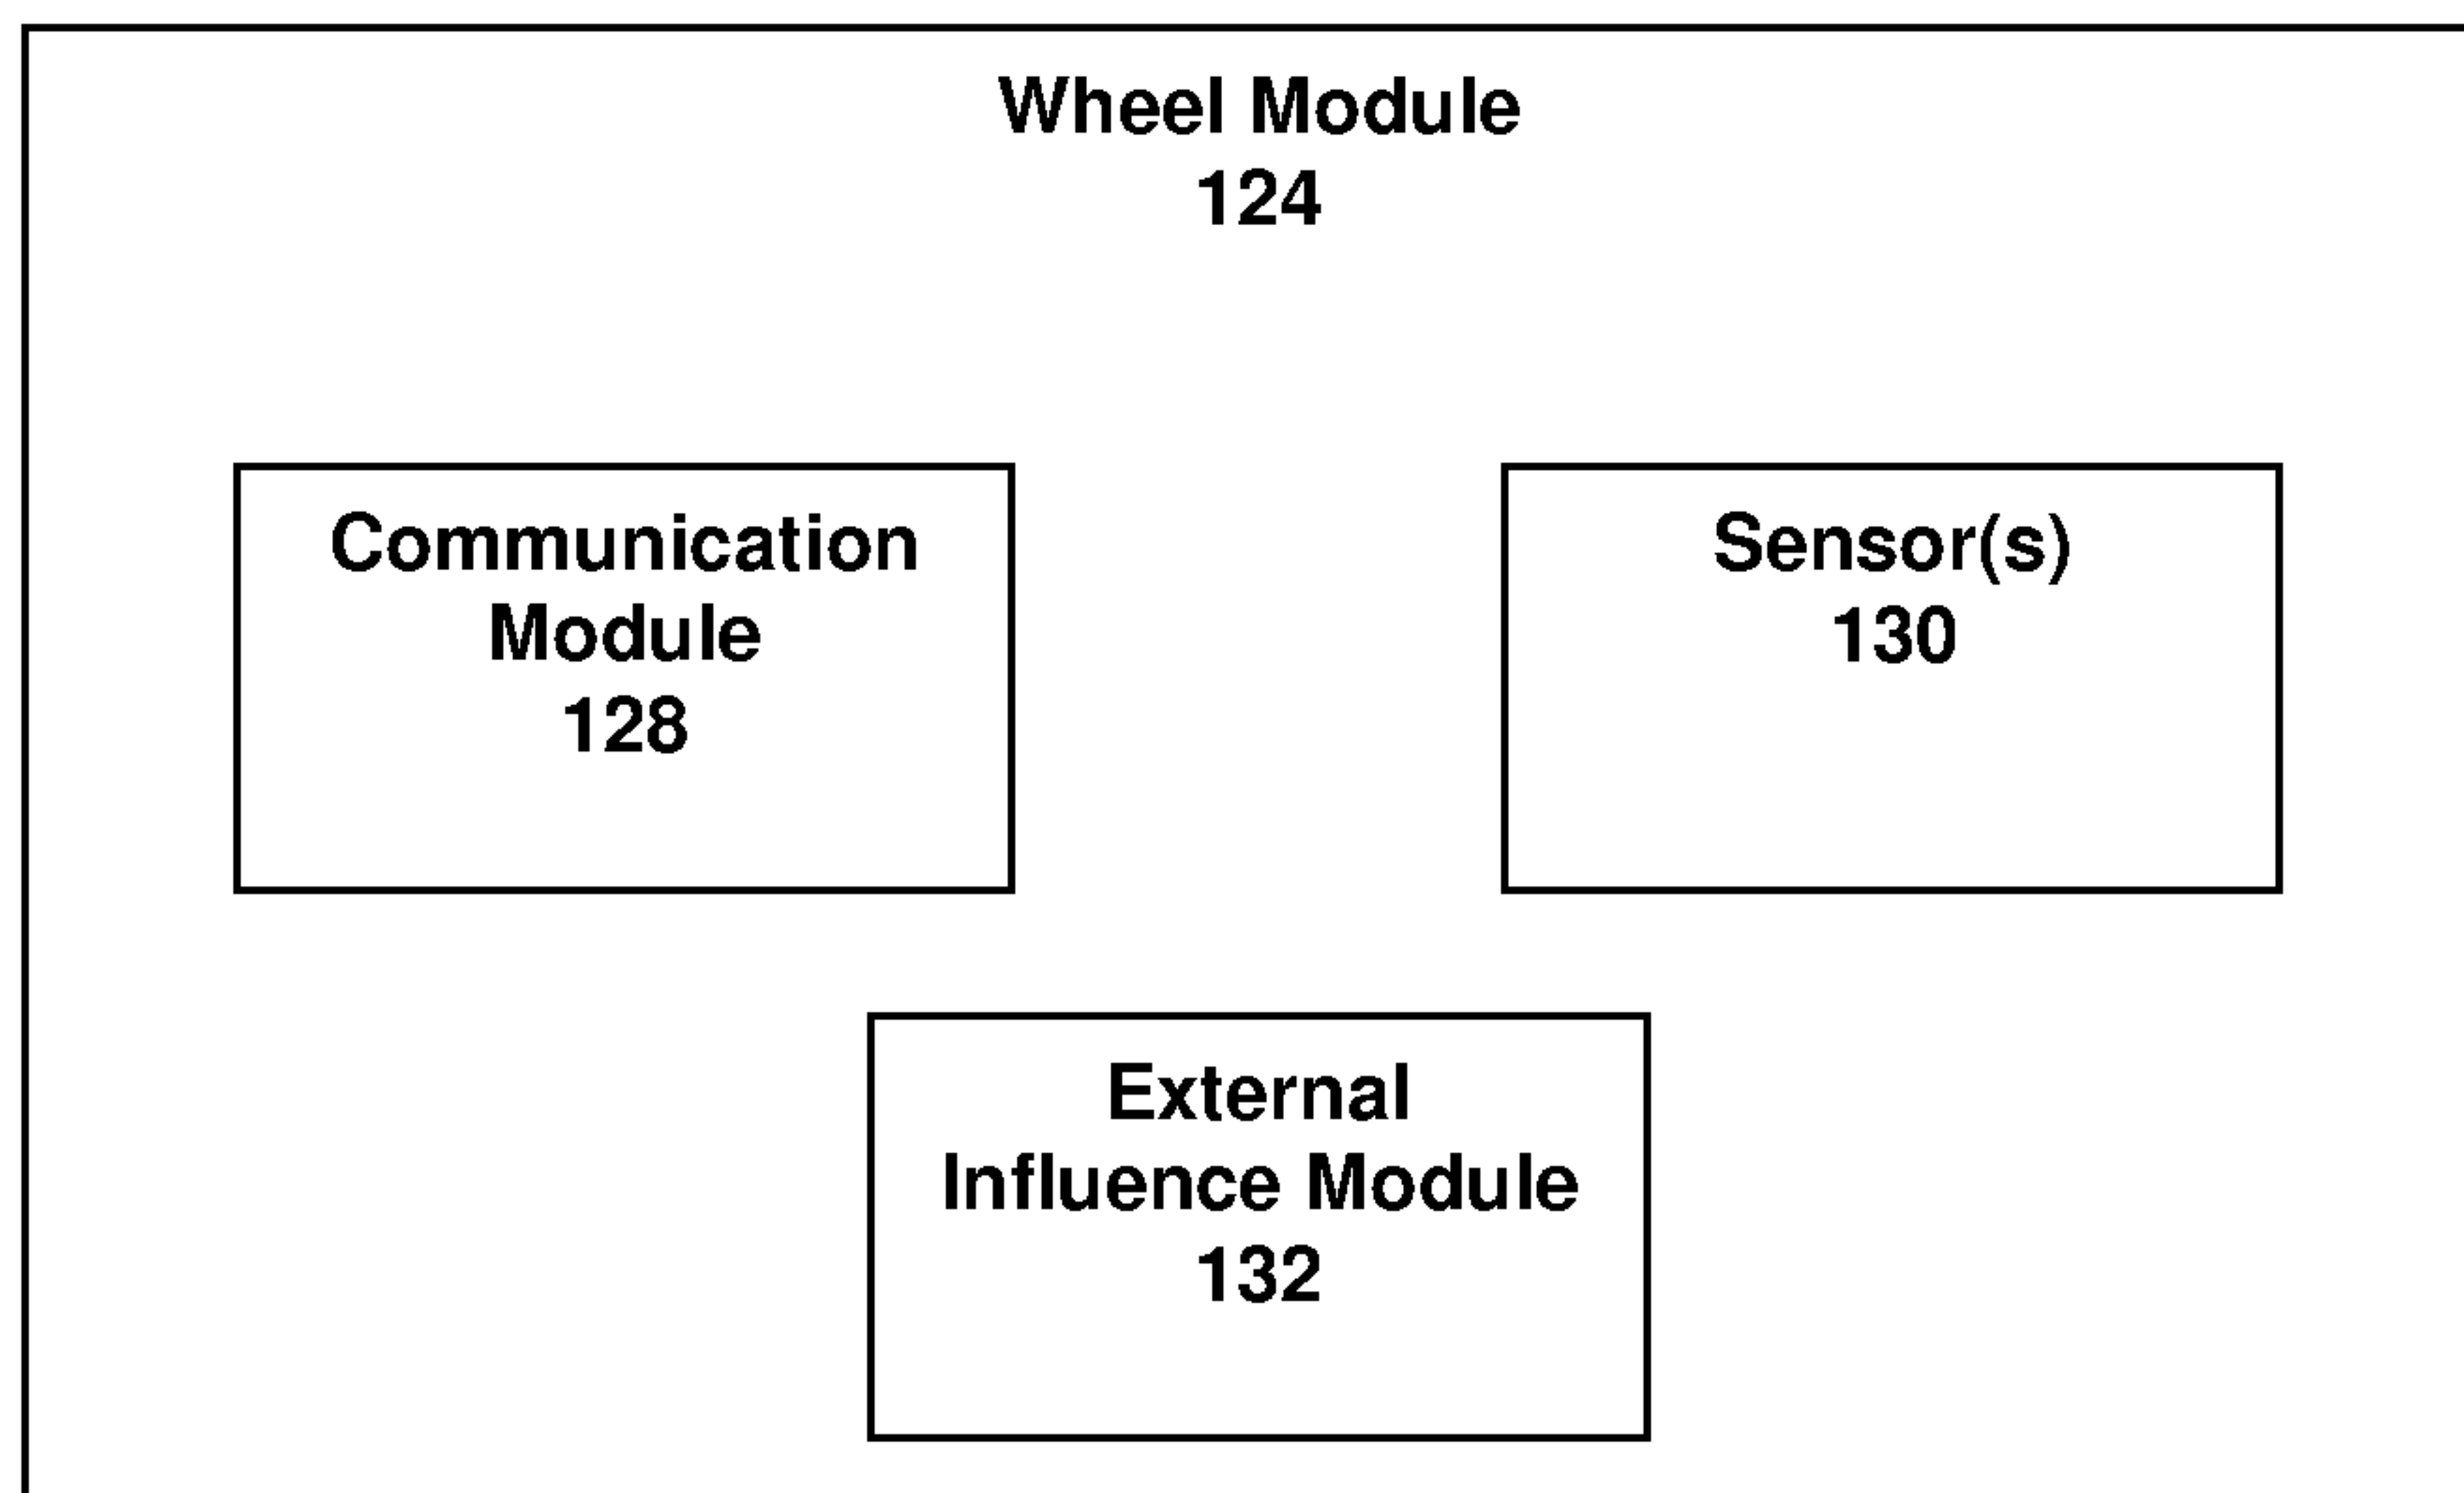 Wheel Module
124
Communication
Module
128
Sensor(s)
130
External
Influence Module
132